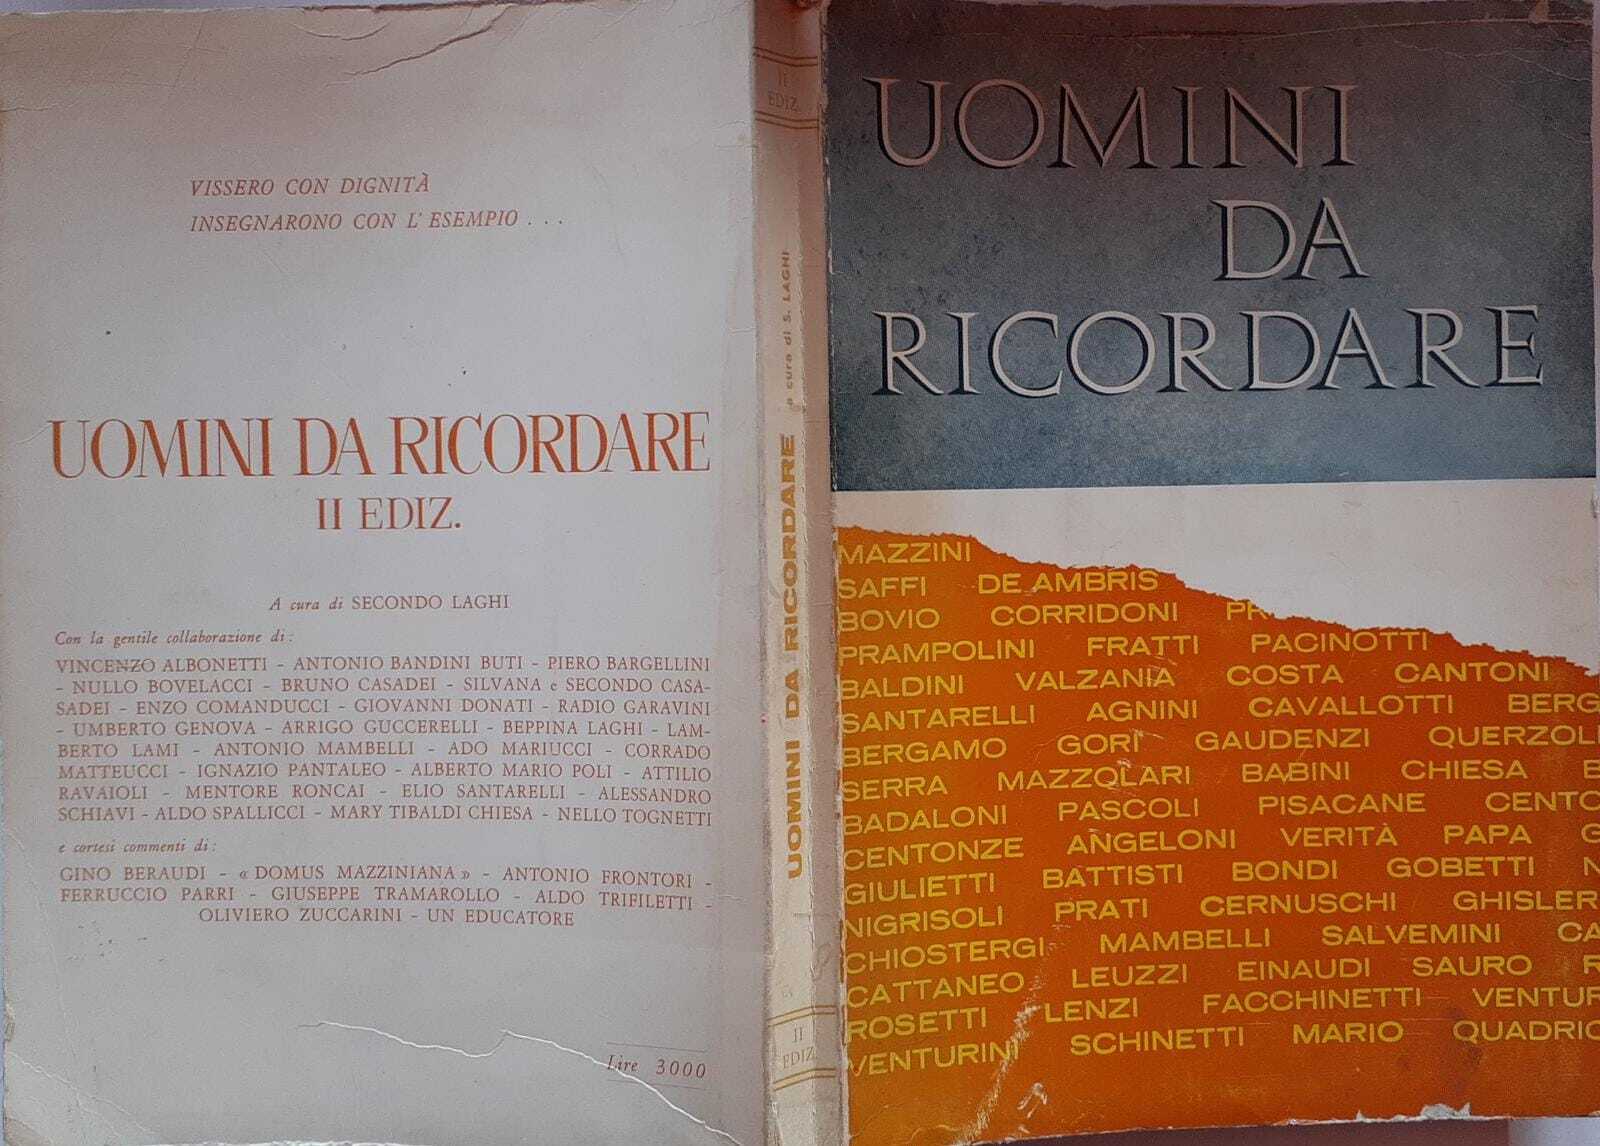 VISSERO CON DIGNITÀ
INSEGNARONO CON L'ESEMPIO . . .
UOMINI DA RICORDARE
II EDIZ.
A cura di SECONDO LAGHI
Con la gentile collaborazione di:
VINCENZO ALBONETTI - ANTONIO BANDINI BUTI - PIERO BARGELLINI
- NULLO BOVELACCI - BRUNO CASADEI - SILVANA e SECONDO CASA-
SADEI - ENZO COMANDUCCI - GIOVANNI DONATI - RADIO GARAVINI
- UMBERTO GENOVA - ARRIGO GUCCERELLI - BEPPINA LAGHI - LAM-
BERTO LAMI - ANTONIO MAMBELLI - ADO MARIUCCI - CORRADO
MATTEUCCI - IGNAZIO PANTALEO - ALBERTO MARIO POLI - ATTILIO
RAVAIOLI - MENTORE RONCAI - ELIO SANTARELLI - ALESSANDRO
SCHIAVI - ALDO SPALLICCI - MARY TIBALDI CHIESA - NELLO TOGNETTI
e cortesi commenti di:
GINO BERAUDI - « DOMUS MAZZINIANA » - ANTONIO FRONTORI -
FERRUCCIO PARRI - GIUSEPPE TRAMAROLLO - ALDO TRIFILETTI -
OLIVIERO ZUCCARINI - UN EDUCATORE
Lire 3000
II
EDIZ.
UOMINI DA RICORDARE a cura di S. LAGHI
II
EDIZ.
UOMINI
DA
RICORDARE
MAZZINI
SAFFI DE AMBRIS
BOVIO CORRIDONI PR
PRAMPOLINI FRATTI PACINOTTI
BALDINI VALZANIA COSTA CANTONI
SANTARELLI AGNINI CAVALLOTTI BERG
BERGAMO GORI GAUDENZI QUERZOLI
SERRA MAZZOLARI BABINI CHIESA
BADALONI PASCOLI PISACANE CENTO
CENTONZE ANGELONI VERITÀ PAPA G
GIULIETTI BATTISTI BONDI GOBETTI N
NIGRISOLI PRATI CERNUSCHI GHISLER
CHIOSTERGI MAMBELLI SALVEMINI CA
CATTANEO LEUZZI EINAUDI SAURO
ROSETTI LENZI FACCHINETTI VENTUR
VENTURINI SCHINETTI MARIO QUADRIO